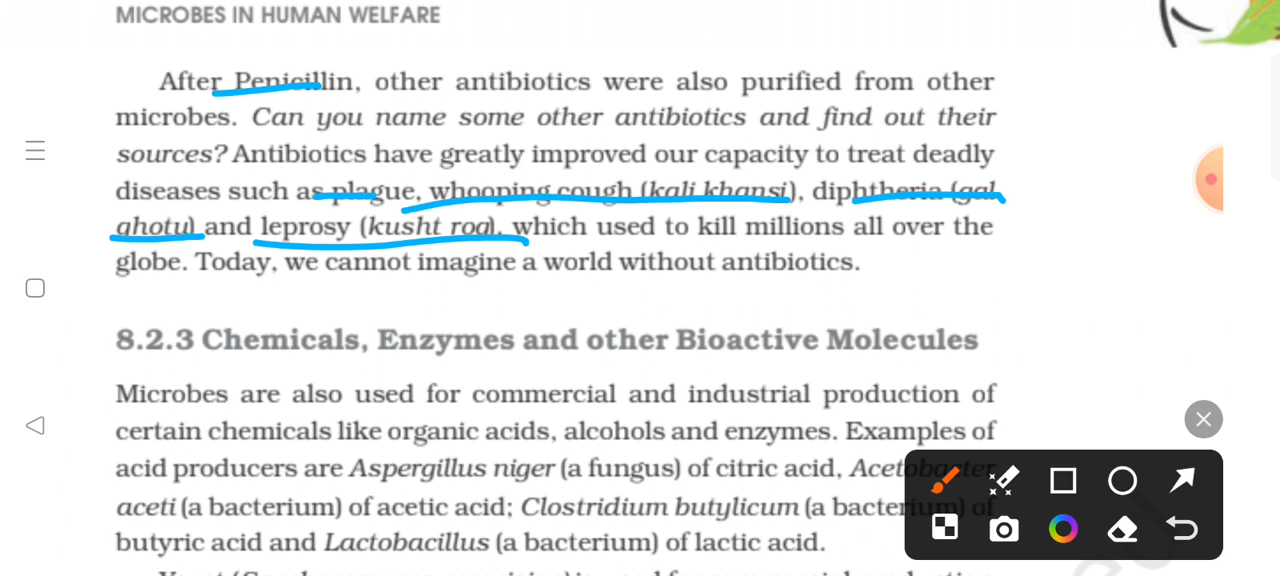 MICROBES IN HUMAN WELFARE
After Penicillin, other antibiotics were also purified from other
microbes. Can you name some other antibiotics and find out their
sources? Antibiotics have greatly improved our capacity to treat deadly
diseases such as plague, whooping cough (kali khansi), diphtheria (gal
ghotu) and leprosy (kusht rog), which used to kill millions all over the
globe. Today, we cannot imagine a world without antibiotics.
8.2.3 Chemicals, Enzymes and other Bioactive Molecules
Microbes are also used for commercial and industrial production of
certain chemicals like organic acids, alcohols and enzymes. Examples of
acid producers are Aspergillus niger (a fungus) of citric acid, Acetobacter
aceti (a bacterium) of acetic acid; Clostridium butylicum (a bacterium) of
butyric acid and Lactobacillus (a bacterium) of lactic acid.